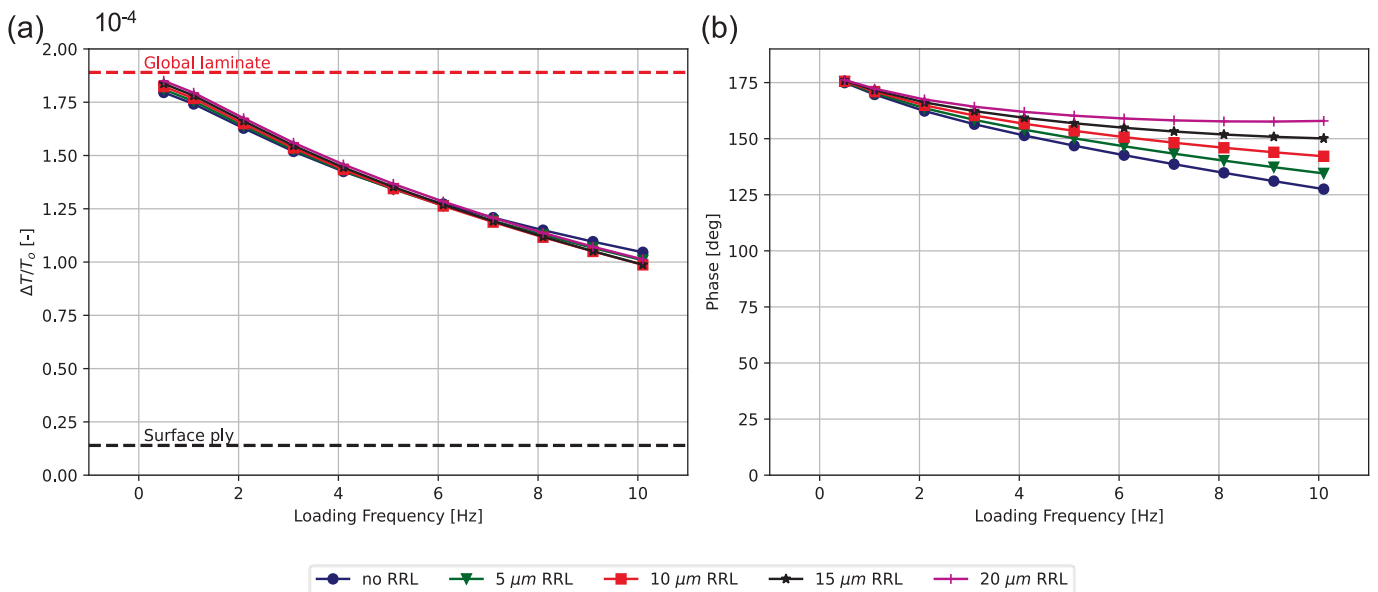 (a)
10⁻⁴
2.00
1.75
1.50
1.25
1.00
0.75
0.50
0.25
0.00
ΔT/Tₒ [-]
Global laminate
Surface ply
0 2 4 6 8 10
Loading Frequency [Hz]
(b)
175
150
125
100
75
50
25
0
Phase [deg]
0 2 4 6 8 10
Loading Frequency [Hz]
no RRL 5 μm RRL 10 μm RRL 15 μm RRL 20 μm RRL